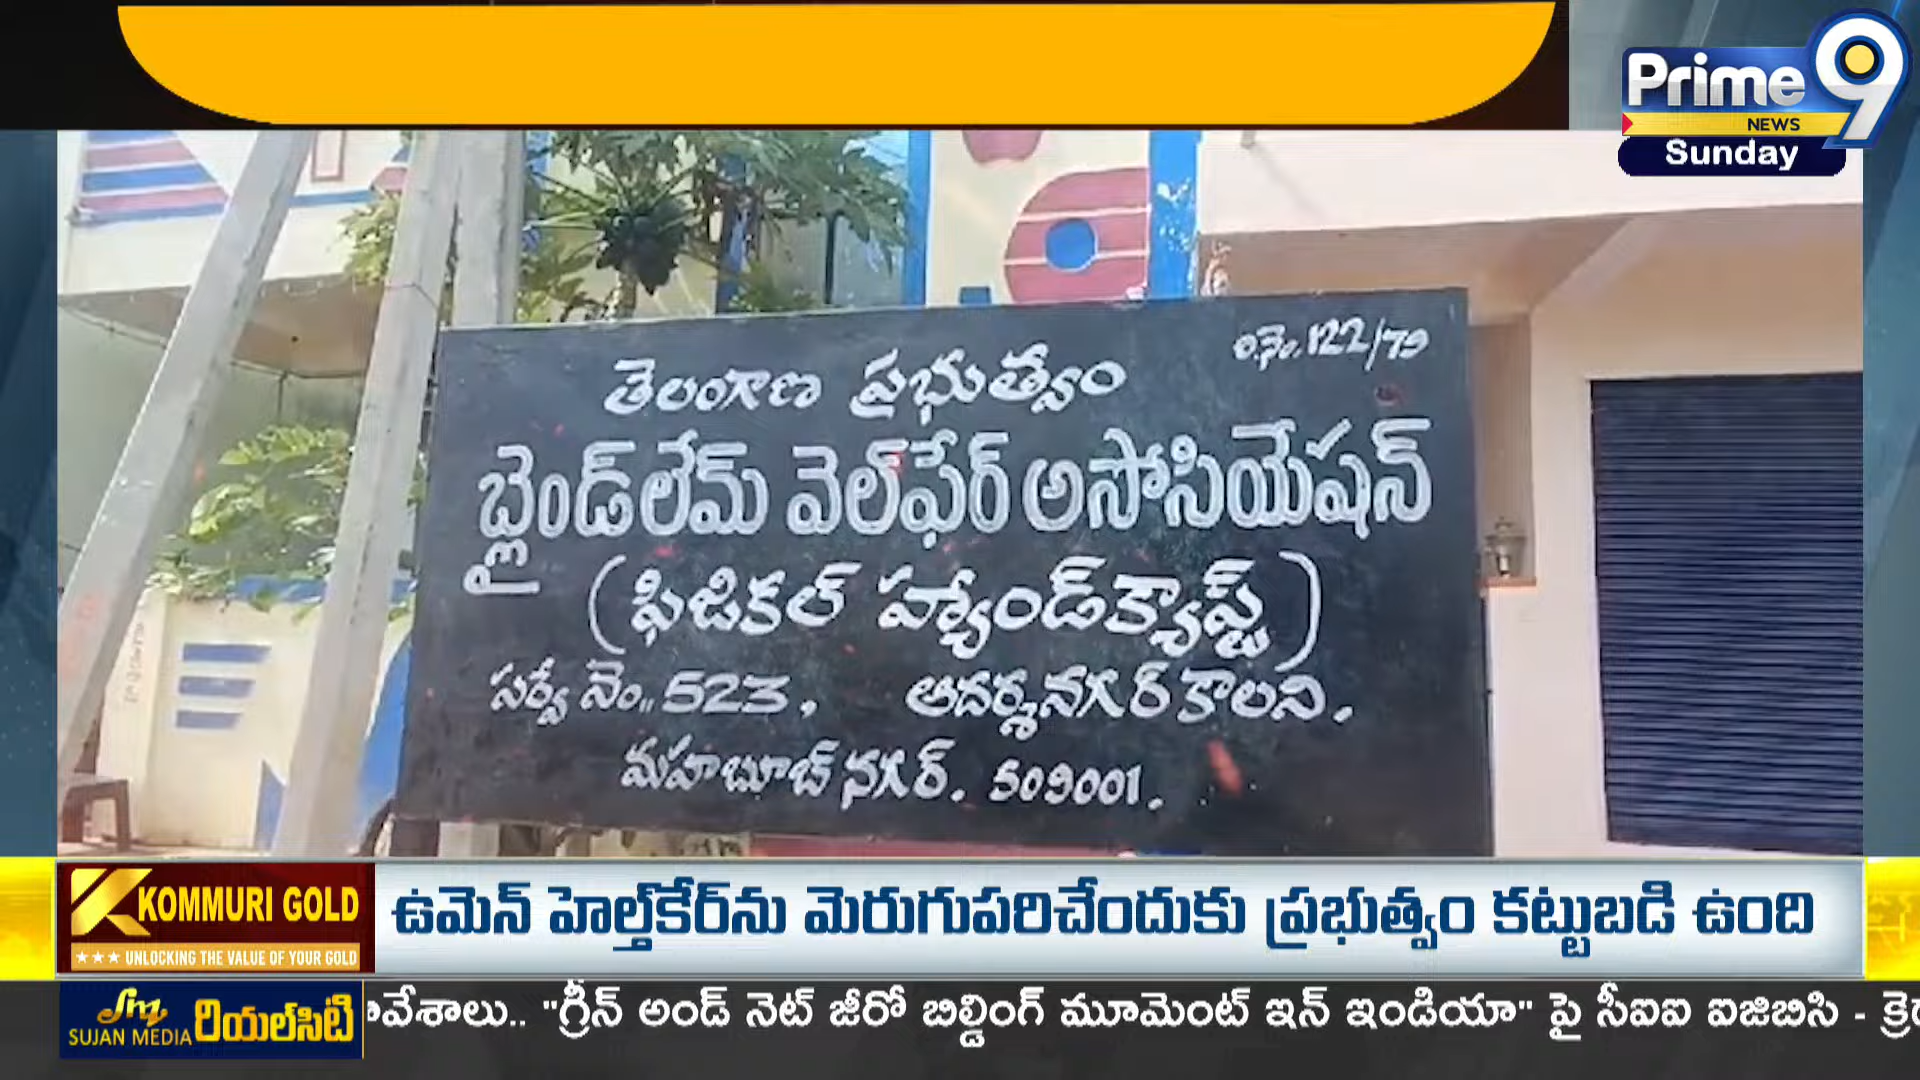 Prime 9
NEWS
Sunday
రి.నెం.122/79
తెలంగాణ ప్రభుత్వం
బ్లైండ్‌లేమ్ వెల్‌ఫేర్ అసోసియేషన్
(ఫిజికల్ హ్యాండ్‌క్యాప్ట్)
సర్వే నెం,, 523, ఆదర్శనగర్ కాలని.
మహబూబ్ నగర్. 509001.
KOMMURI GOLD
★★★ UNLOCKING THE VALUE OF YOUR GOLD
ఉమెన్ హెల్త్‌కేర్‌ను మెరుగుపరిచేందుకు ప్రభుత్వం కట్టుబడి ఉంది
SUJAN MEDIA రియల్‌సిటి
వేశాలు.. "గ్రీన్ అండ్ నెట్ జీరో బిల్డింగ్ మూమెంట్ ఇన్ ఇండియా" పై సీఐఐ ఐజిబిసి -